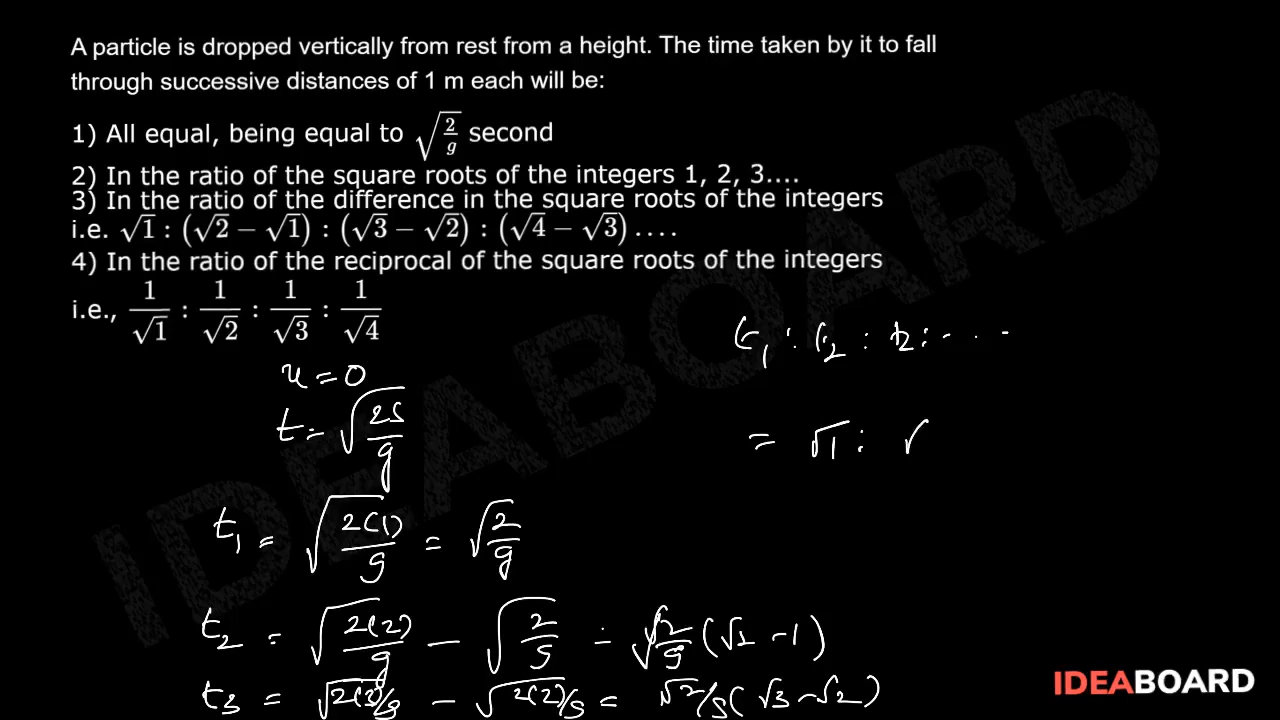 A particle is dropped vertically from rest from a height. The time taken by it to fall
through successive distances of 1 m each will be:
1) All equal, being equal to √(2/g) second
2) In the ratio of the square roots of the integers 1, 2, 3....
3) In the ratio of the difference in the square roots of the integers
i.e. √1 : (√2 − √1) : (√3 − √2) : (√4 − √3) ....
4) In the ratio of the reciprocal of the square roots of the integers
i.e., 1/√1 : 1/√2 : 1/√3 : 1/√4
u = 0
t = √(2s/g)
t₁ = √(2(1)/g) = √(2/g)
t₂ = √(2(2)/g) − √(2/g) = √(2/g) (√2 − 1)
t₃ = √(2(3)/g) − √(2(2)/g) = √(2/g) (√3 − √2)
t₁ : t₂ : t₃ : . . .
= √1 : √
IDEABOARD
IDEABOARD